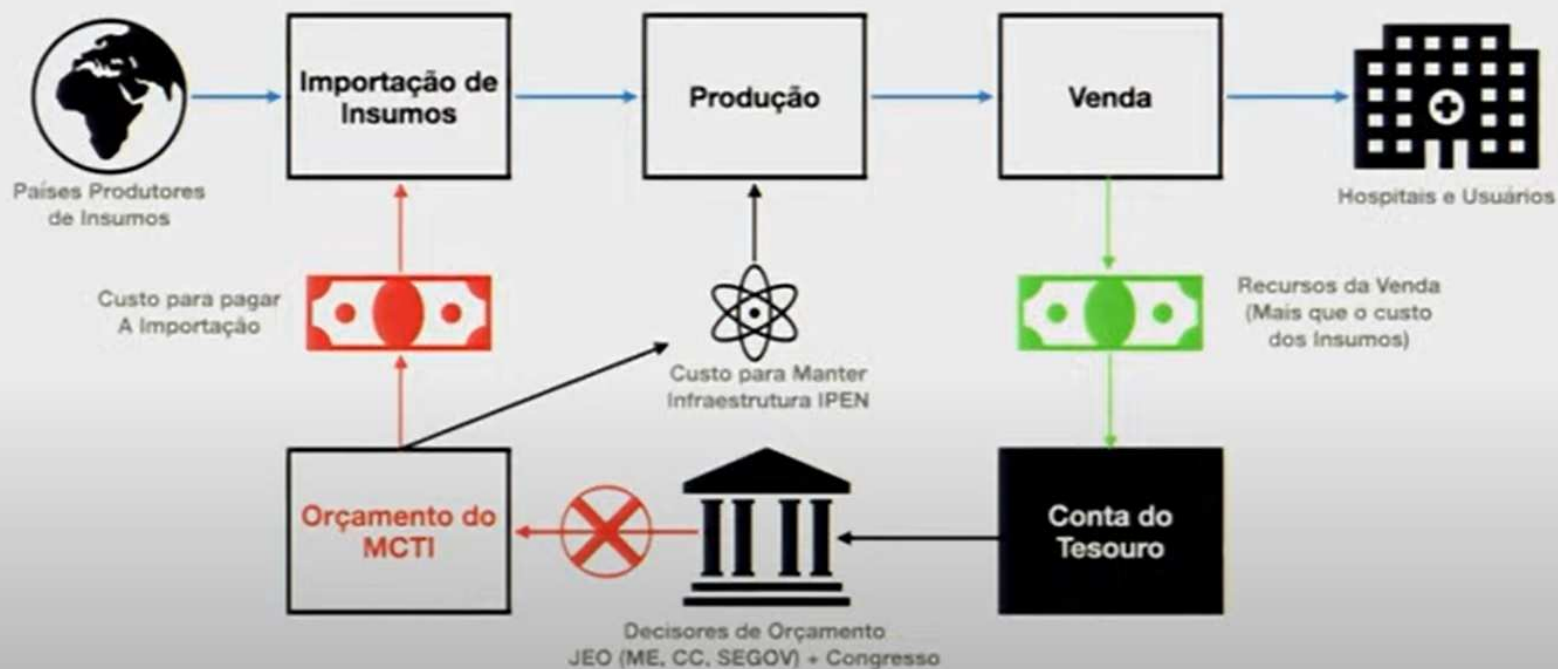 Importação de
Insumos
Produção
Venda
Países Produtores
de Insumos
Hospitais e Usuários
Custo para pagar
A Importação
Custo para Manter
Infraestrutura IPEN
Recursos da Venda
(Mais que o custo
dos Insumos)
Orçamento do
MCTI
Conta do
Tesouro
Decisores de Orçamento
JEO (ME, CC, SEGOV) + Congresso